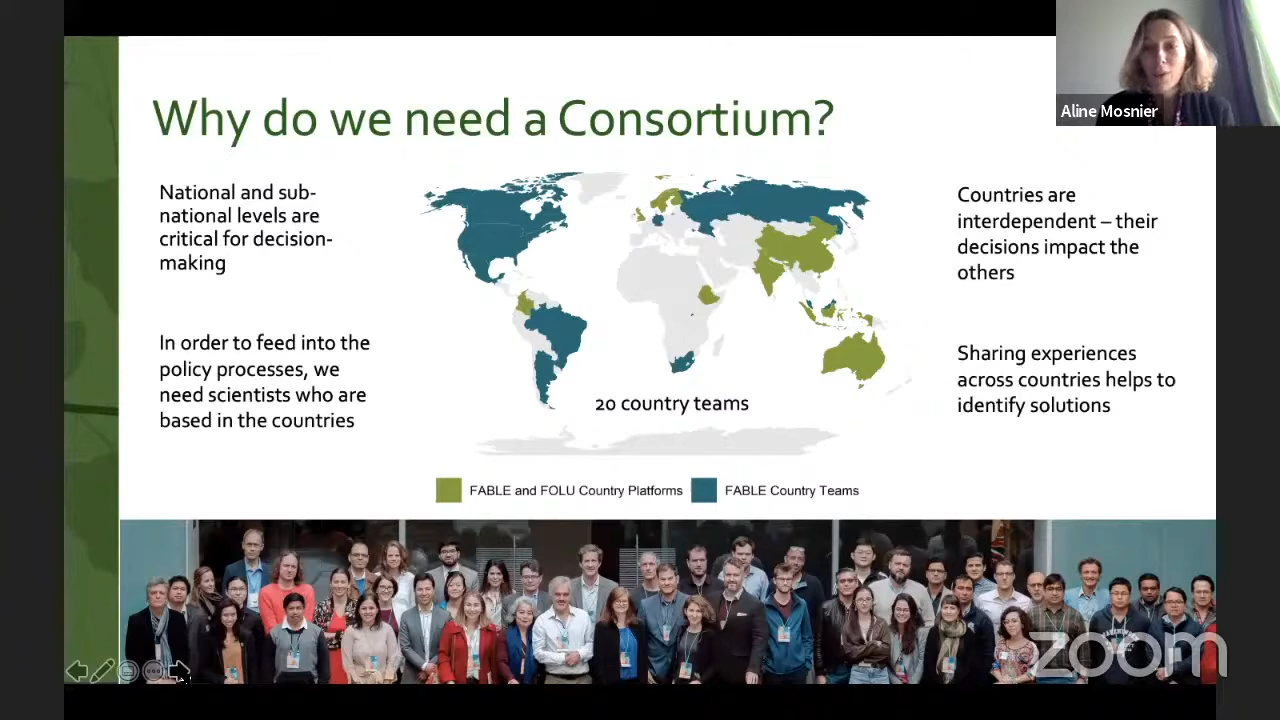 Why do we need a Consortium?
Aline Mosnier
National and sub-
national levels are
critical for decision-
making
In order to feed into the
policy processes, we
need scientists who are
based in the countries
20 country teams
Countries are
interdependent – their
decisions impact the
others
Sharing experiences
across countries helps to
identify solutions
FABLE and FOLU Country Platforms
FABLE Country Teams
zoom